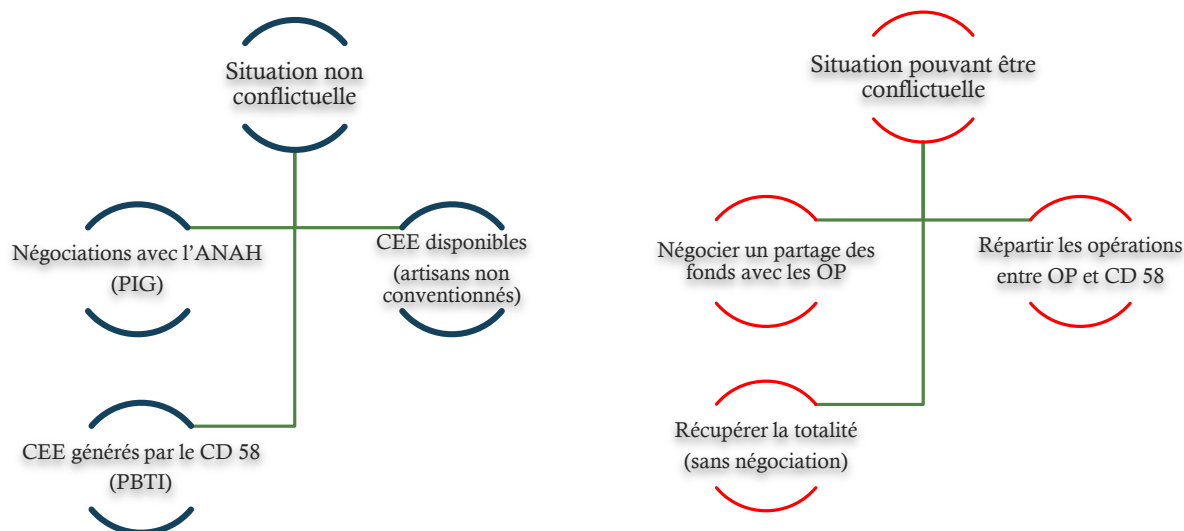 Situation non
conflictuelle
Négociations avec l'ANAH
(PIG)
CEE disponibles
(artisans non
conventionnés)
CEE générés par le CD 58
(PBTI)
Situation pouvant être
conflictuelle
Négocier un partage des
fonds avec les OP
Répartir les opérations
entre OP et CD 58
Récupérer la totalité
(sans négociation)